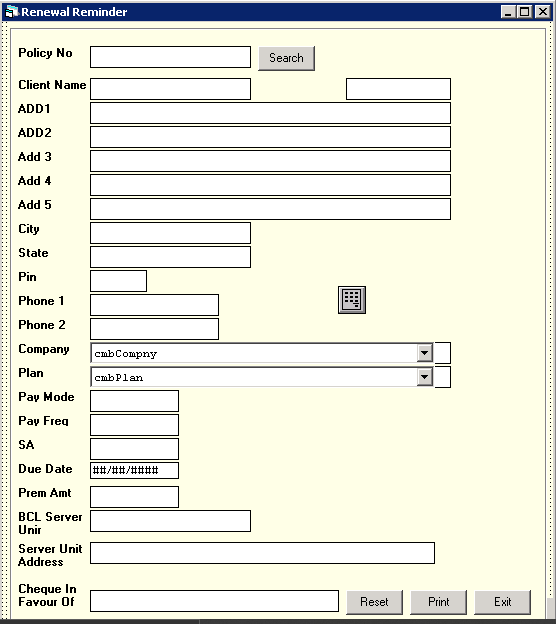 Renewal Reminder
Policy No
Search
Client Name
ADD1
ADD2
Add 3
Add 4
Add 5
City
State
Pin
Phone 1
Phone 2
Company cmbCompny
Plan cmbPlan
Pay Mode
Pay Freq
SA
Due Date ##/##/####
Prem Amt
BCL Server
Unir
Server Unit
Address
Cheque In
Favour Of
Reset Print Exit